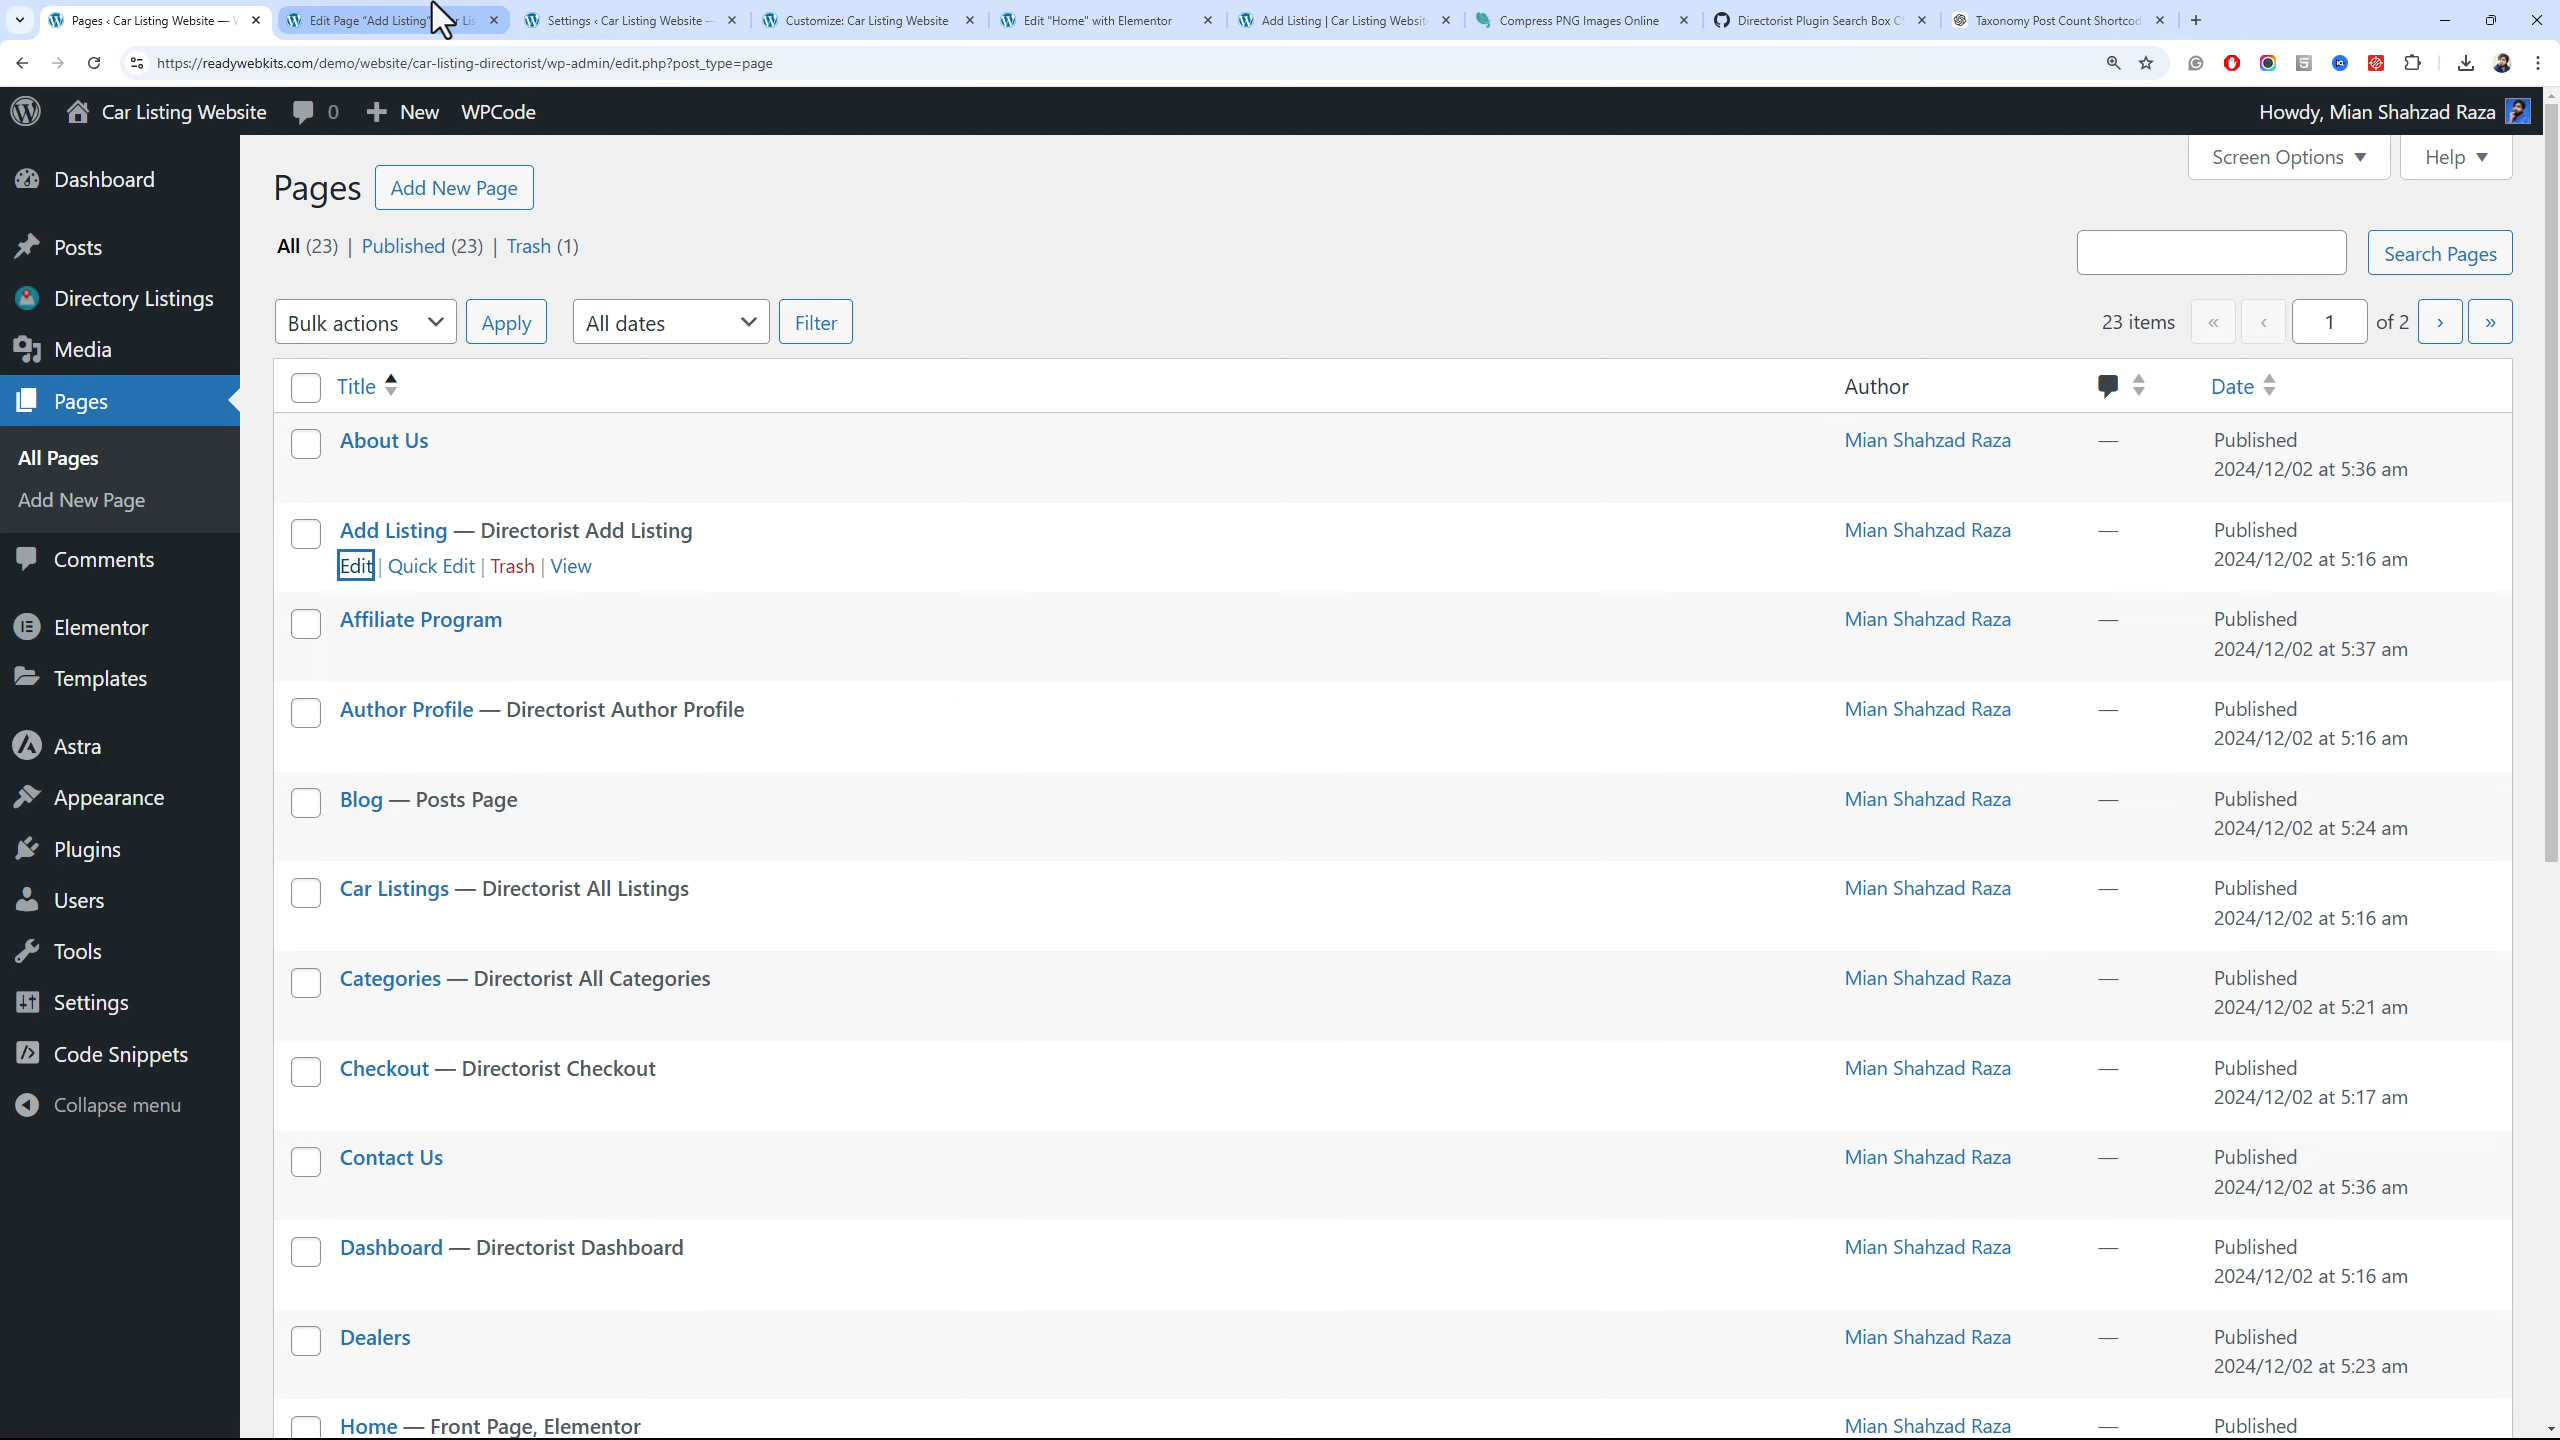 Pages ‹ Car Listing Website —
Edit Page "Add Listing"
Settings ‹ Car Listing Website —
Customize: Car Listing Website
Edit "Home" with Elementor
Add Listing | Car Listing Websit
Compress PNG Images Online
Directorist Plugin Search Box CS
Taxonomy Post Count Shortcod
https://readywebkits.com/demo/website/car-listing-directorist/wp-admin/edit.php?post_type=page
Car Listing Website
0
New
WPCode
Howdy, Mian Shahzad Raza
Dashboard
Posts
Directory Listings
Media
Pages
All Pages
Add New Page
Comments
Elementor
Templates
Astra
Appearance
Plugins
Users
Tools
Settings
Code Snippets
Collapse menu
Screen Options
Help
Pages
Add New Page
All (23) | Published (23) | Trash (1)
Search Pages
Bulk actions
Apply
All dates
Filter
23 items
«
‹
1
of 2
›
»
Title
Author
Date
About Us
Mian Shahzad Raza
—
Published
2024/12/02 at 5:36 am
Add Listing — Directorist Add Listing
Edit | Quick Edit | Trash | View
Mian Shahzad Raza
—
Published
2024/12/02 at 5:16 am
Affiliate Program
Mian Shahzad Raza
—
Published
2024/12/02 at 5:37 am
Author Profile — Directorist Author Profile
Mian Shahzad Raza
—
Published
2024/12/02 at 5:16 am
Blog — Posts Page
Mian Shahzad Raza
—
Published
2024/12/02 at 5:24 am
Car Listings — Directorist All Listings
Mian Shahzad Raza
—
Published
2024/12/02 at 5:16 am
Categories — Directorist All Categories
Mian Shahzad Raza
—
Published
2024/12/02 at 5:21 am
Checkout — Directorist Checkout
Mian Shahzad Raza
—
Published
2024/12/02 at 5:17 am
Contact Us
Mian Shahzad Raza
—
Published
2024/12/02 at 5:36 am
Dashboard — Directorist Dashboard
Mian Shahzad Raza
—
Published
2024/12/02 at 5:16 am
Dealers
Mian Shahzad Raza
—
Published
2024/12/02 at 5:23 am
Home — Front Page, Elementor
Mian Shahzad Raza
—
Published